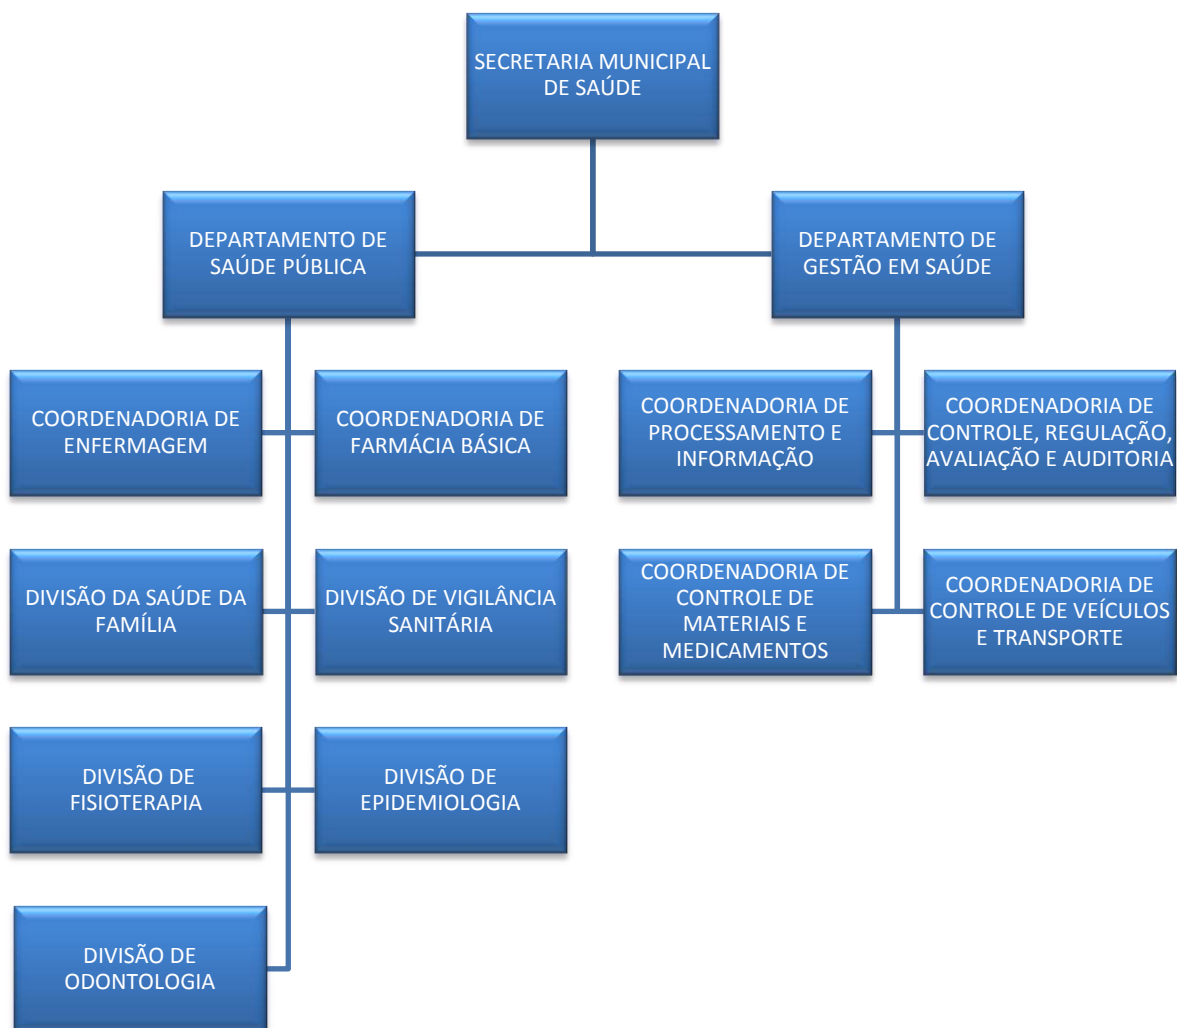 SECRETARIA MUNICIPAL
DE SAÚDE
DEPARTAMENTO DE
SAÚDE PÚBLICA
DEPARTAMENTO DE
GESTÃO EM SAÚDE
COORDENADORIA DE
ENFERMAGEM
COORDENADORIA DE
FARMÁCIA BÁSICA
COORDENADORIA DE
PROCESSAMENTO E
INFORMAÇÃO
COORDENADORIA DE
CONTROLE, REGULAÇÃO,
AVALIAÇÃO E AUDITORIA
DIVISÃO DA SAÚDE DA
FAMÍLIA
DIVISÃO DE VIGILÂNCIA
SANITÁRIA
COORDENADORIA DE
CONTROLE DE
MATERIAIS E
MEDICAMENTOS
COORDENADORIA DE
CONTROLE DE VEÍCULOS
E TRANSPORTE
DIVISÃO DE
FISIOTERAPIA
DIVISÃO DE
EPIDEMIOLOGIA
DIVISÃO DE
ODONTOLOGIA